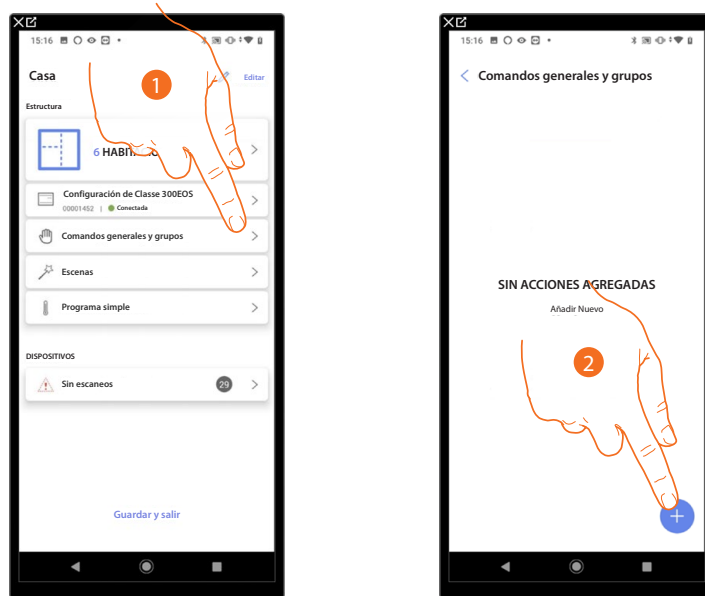 15:16
Casa
Editar
Estructura
1
6
Configuración de Classe 300EOS
00001452 | Conectada
Comandos generales y grupos
Escenas
Programa simple
DISPOSITIVOS
Sin escaneos 29
Guardar y salir
15:16
Comandos generales y grupos
SIN ACCIONES AGREGADAS
Añadir Nuevo
2